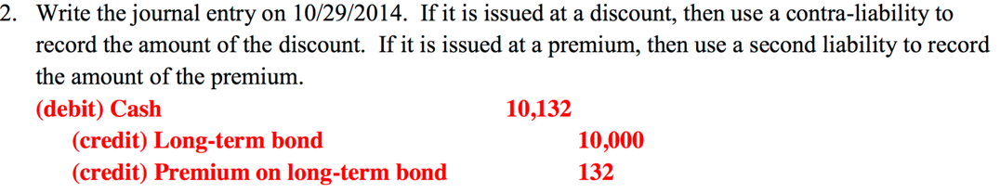 2. Write the journal entry on 10/29/2014. If it is issued at a discount, then use a contra-liability to
record the amount of the discount. If it is issued at a premium, then use a second liability to record
the amount of the premium.
(debit) Cash 10,132
(credit) Long-term bond 10,000
(credit) Premium on long-term bond 132